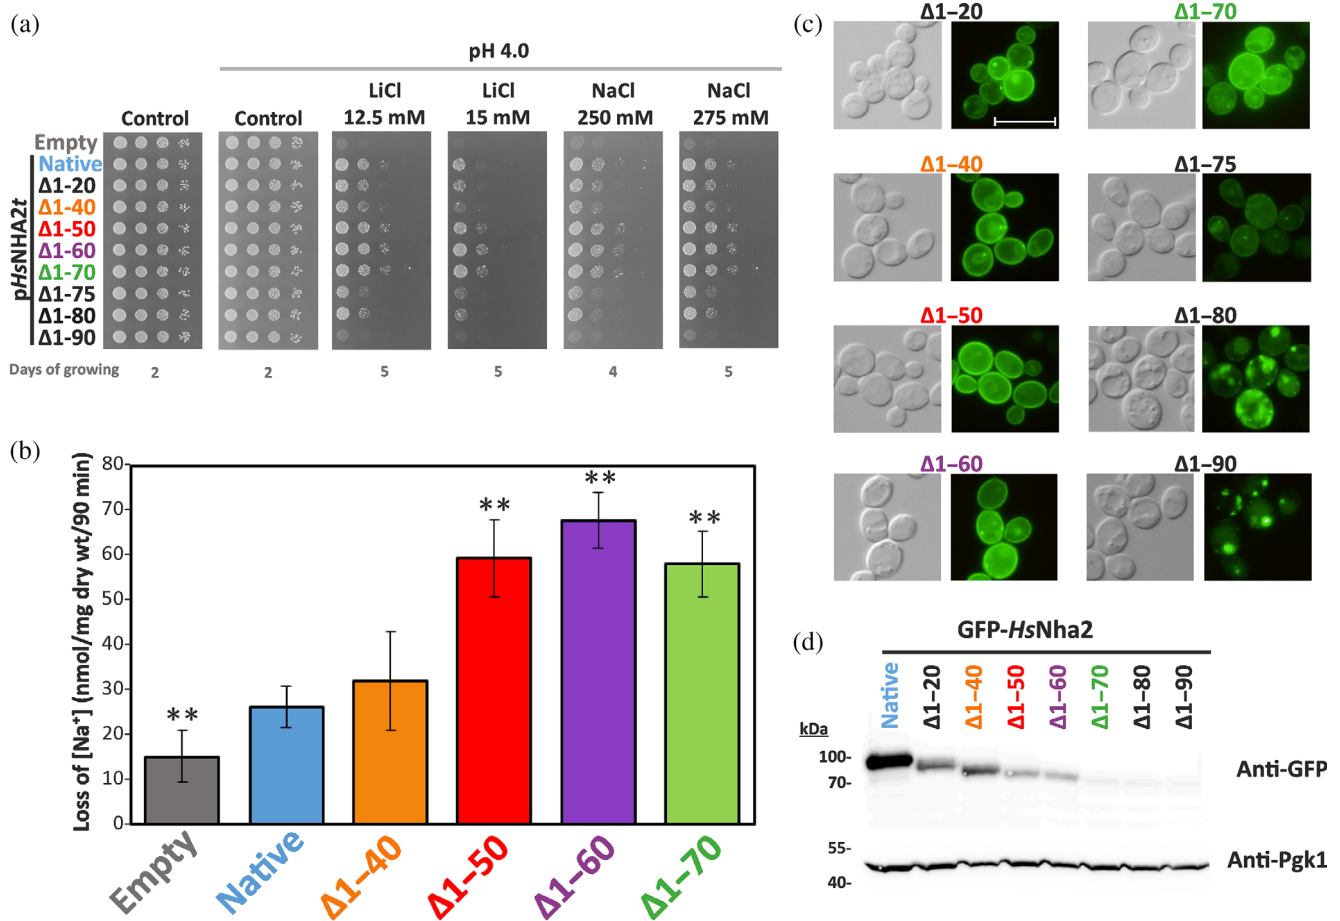 (a)
pH 4.0
LiCl LiCl NaCl NaCl
Control Control 12.5 mM 15 mM 250 mM 275 mM
Empty
pHsNHA2t
Native
Δ1-20
Δ1-40
Δ1-50
Δ1-60
Δ1-70
Δ1-75
Δ1-80
Δ1-90
Days of growing 2 2 5 5 4 5
(b)
Loss of [Na⁺] (nmol/mg dry wt/90 min)
80
70
60
50
40
30
20
10
0
** ** ** **
Empty Native Δ1–40 Δ1–50 Δ1–60 Δ1–70
(c)
Δ1–20 Δ1–70
Δ1–40 Δ1–75
Δ1–50 Δ1–80
Δ1–60 Δ1–90
(d)
GFP-HsNha2
Native Δ1–20 Δ1–40 Δ1–50 Δ1–60 Δ1–70 Δ1–80 Δ1–90
kDa
100-
70-
Anti-GFP
55-
40-
Anti-Pgk1